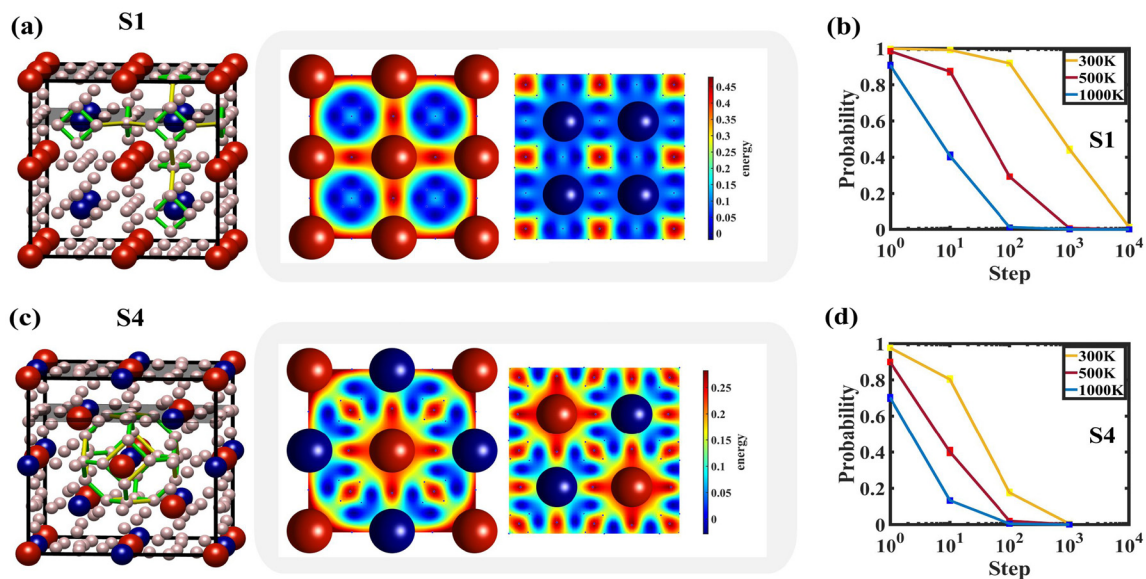 (a)
S1
0.45
0.4
0.35
0.3
0.25
0.2
0.15
0.1
0.05
0
energy
(b)
1
0.8
0.6
0.4
0.2
0
Probability
300K
500K
1000K
S1
10^0
10^1
10^2
10^3
10^4
Step
(c)
S4
0.25
0.2
0.15
0.1
0.05
0
energy
(d)
1
0.8
0.6
0.4
0.2
0
Probability
300K
500K
1000K
S4
10^0
10^1
10^2
10^3
10^4
Step